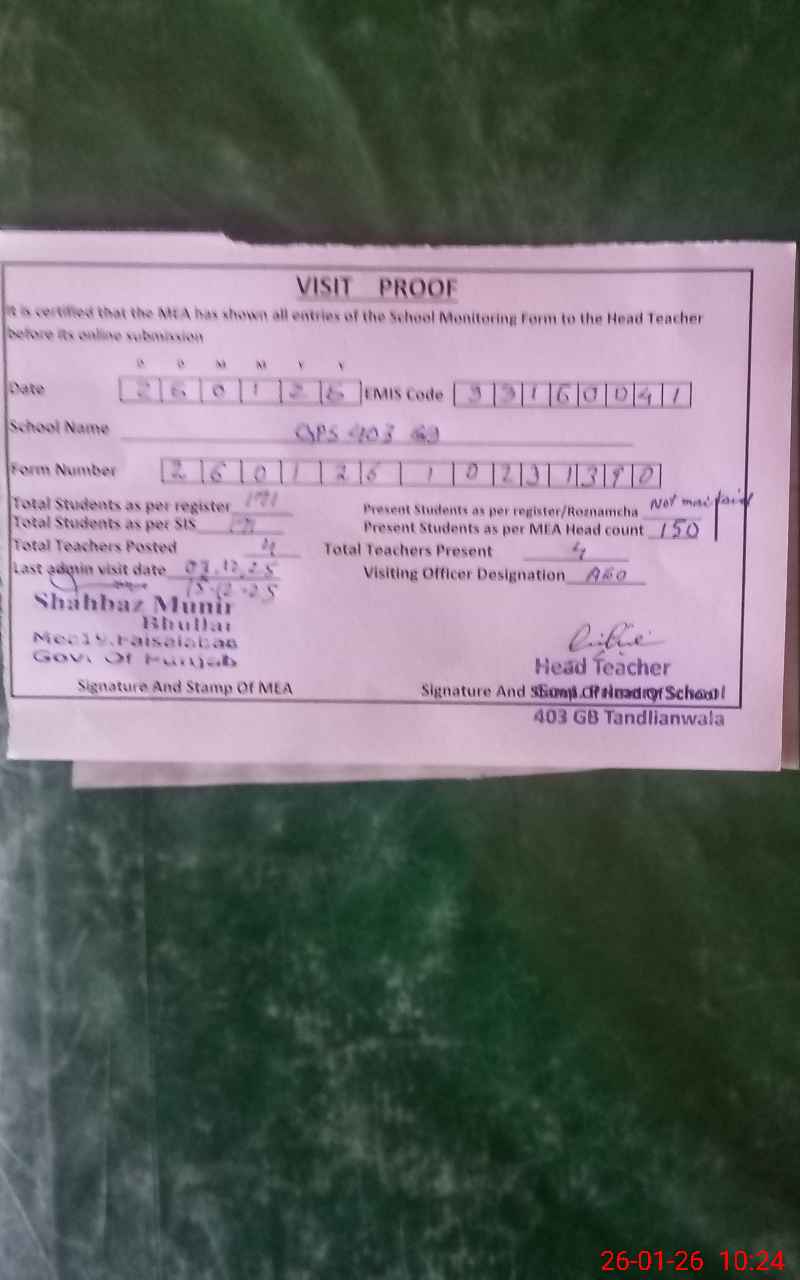 VISIT PROOF
It is certified that the MEA has shown all entries of the School Monitoring Form to the Head Teacher
before its online submission
D D M M Y Y
Date 2 6 0 1 2 6 EMIS Code 3 3 1 6 0 0 4 1
School Name GPS 403 GB
Form Number 2 6 0 1 2 6 1 0 2 3 1 3 9 0
Total Students as per register Present Students as per register/Roznamcha Not maintained
Total Students as per SIS Present Students as per MEA Head count 150
Total Teachers Posted 4 Total Teachers Present 4
Last admin visit date 03.12.25 Visiting Officer Designation AEO
15-12-25
Shahbaz Munir
Bhullar
Mea19.Faisalabad
Gov. Of Punjab
Head Teacher
Signature And Stamp Of MEA Signature And Stamp Of Head Of School
Govt. Primary School
403 GB Tandlianwala
26-01-26 10:24